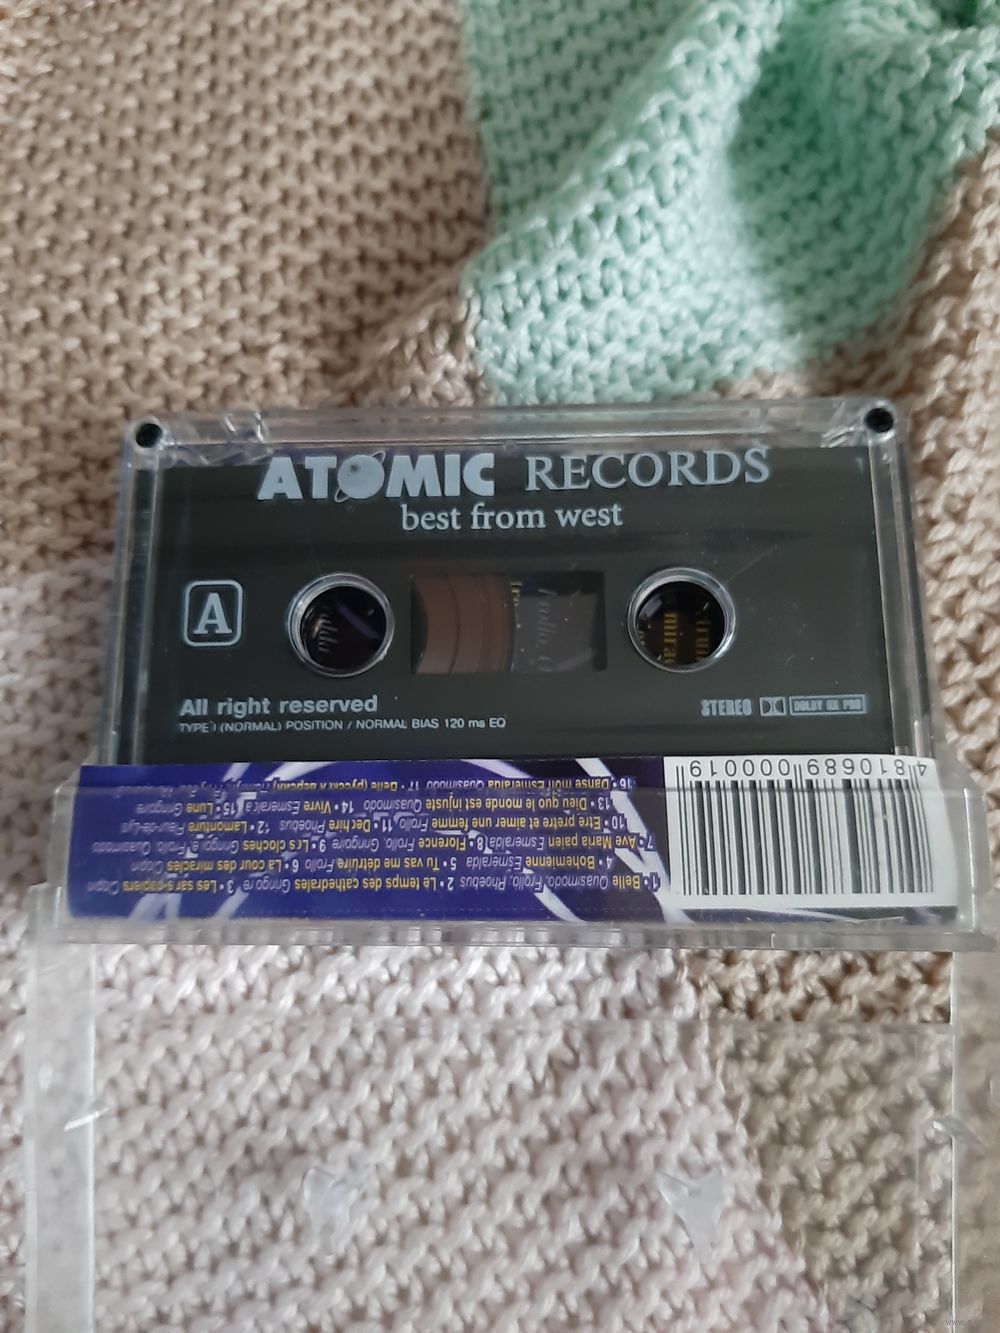 ATOMIC RECORDS
best from west
A
All right reserved
TYPE I (NORMAL) POSITION / NORMAL BIAS 120 ms EQ
STEREO DOLBY HX PRO
4 810689 000019
1 • Belle Quasimodo, Frollo, Phoebus 2 • Le temps des cathedrales Gringoire 3 • Les sans-papiers Clopin
• 4 • Bohemienne Esmeralda 5 • Tu vas me detruire Frollo 6 • La cour des miracles Clopin
7 • Ave Maria paien Esmeralda 8 • Florence Frollo, Gringoire 9 • Les cloches Gringoire, Frollo, Quasimodo
• 10 • Etre prêtre et aimer une femme Frollo 11 • Dechire Phoebus 12 • Lamonture Fleur-de-Lys
13 • Dieu que le monde est injuste Quasimodo 14 • Vivre Esmeralda 15 • Lune Gringoire
16 • Danse mon Esmeralda Quasimodo 17 • Belle (русская версия)